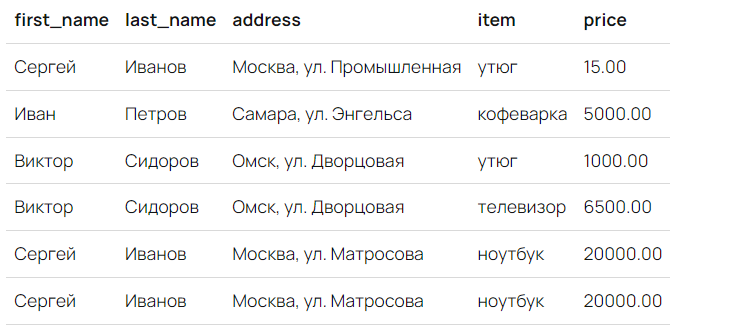 first_name last_name address item price
Сергей Иванов Москва, ул. Промышленная утюг 15.00
Иван Петров Самара, ул. Энгельса кофеварка 5000.00
Виктор Сидоров Омск, ул. Дворцовая утюг 1000.00
Виктор Сидоров Омск, ул. Дворцовая телевизор 6500.00
Сергей Иванов Москва, ул. Матросова ноутбук 20000.00
Сергей Иванов Москва, ул. Матросова ноутбук 20000.00